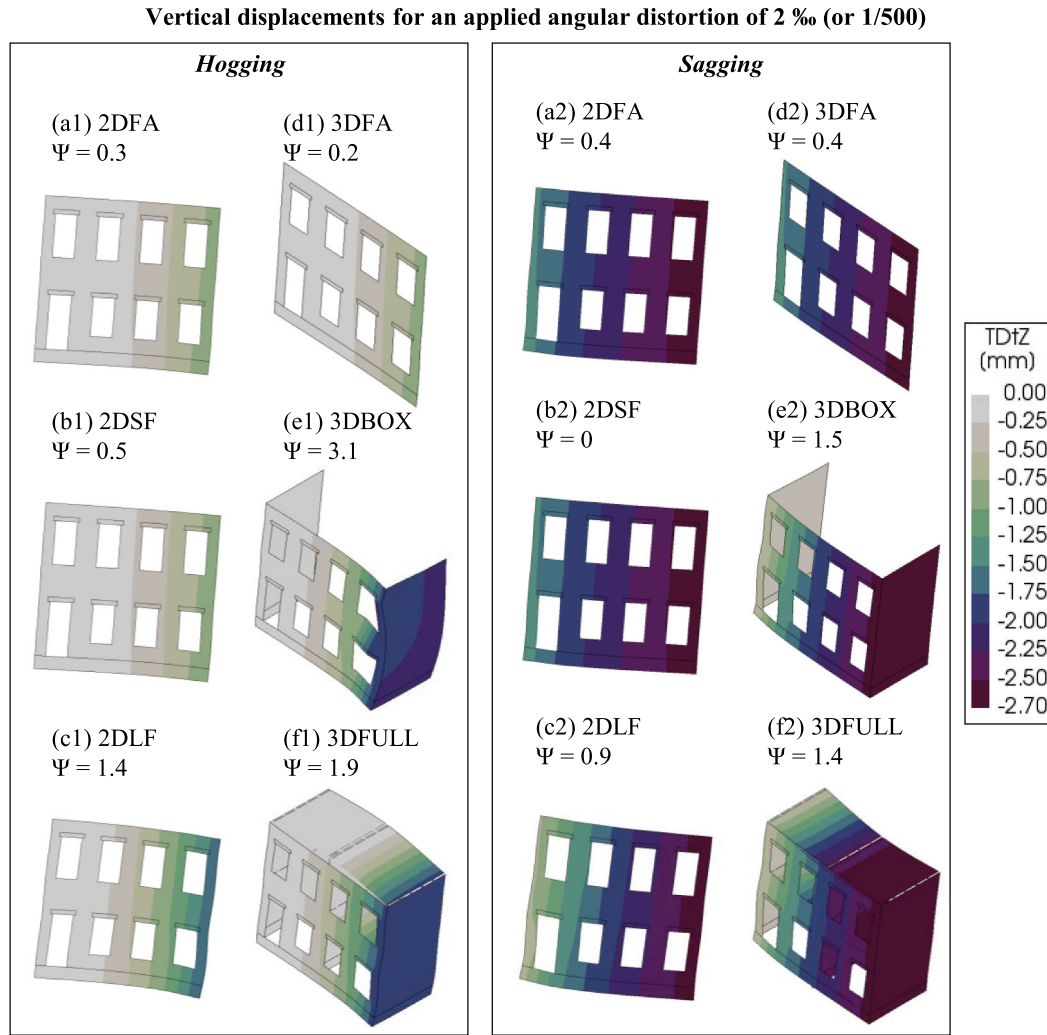 Vertical displacements for an applied angular distortion of 2 ‰ (or 1/500)
Hogging
(a1) 2DFA
Ψ = 0.3
(d1) 3DFA
Ψ = 0.2
(b1) 2DSF
Ψ = 0.5
(e1) 3DBOX
Ψ = 3.1
(c1) 2DLF
Ψ = 1.4
(f1) 3DFULL
Ψ = 1.9
Sagging
(a2) 2DFA
Ψ = 0.4
(d2) 3DFA
Ψ = 0.4
(b2) 2DSF
Ψ = 0
(e2) 3DBOX
Ψ = 1.5
(c2) 2DLF
Ψ = 0.9
(f2) 3DFULL
Ψ = 1.4
TDtZ
(mm)
0.00
-0.25
-0.50
-0.75
-1.00
-1.25
-1.50
-1.75
-2.00
-2.25
-2.50
-2.70